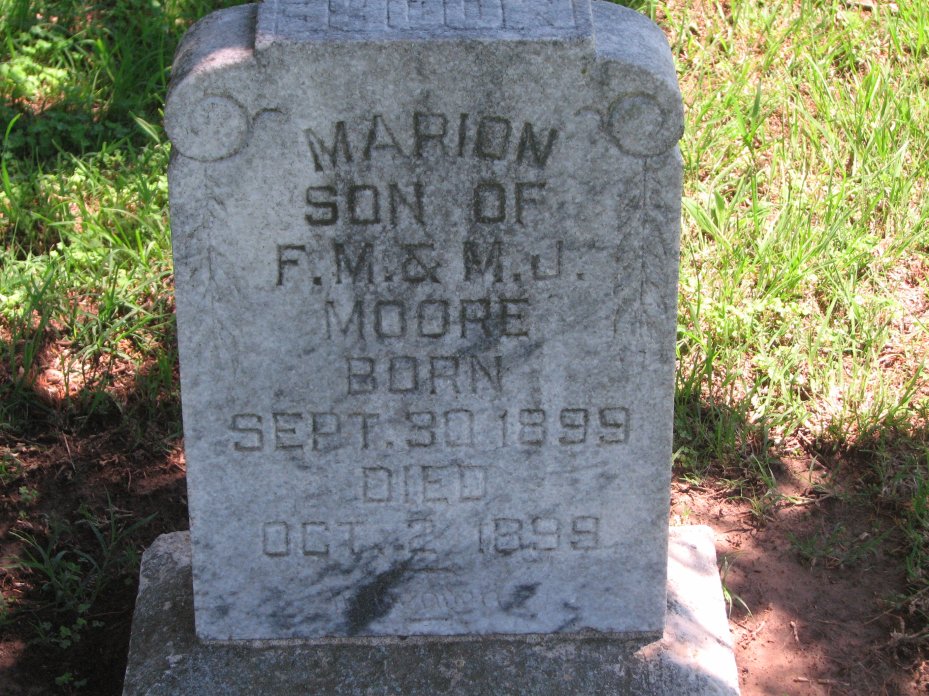 MARION
SON OF
F.M. & M.J.
MOORE
BORN
SEPT. 30 1899
DIED
OCT. 2 1899